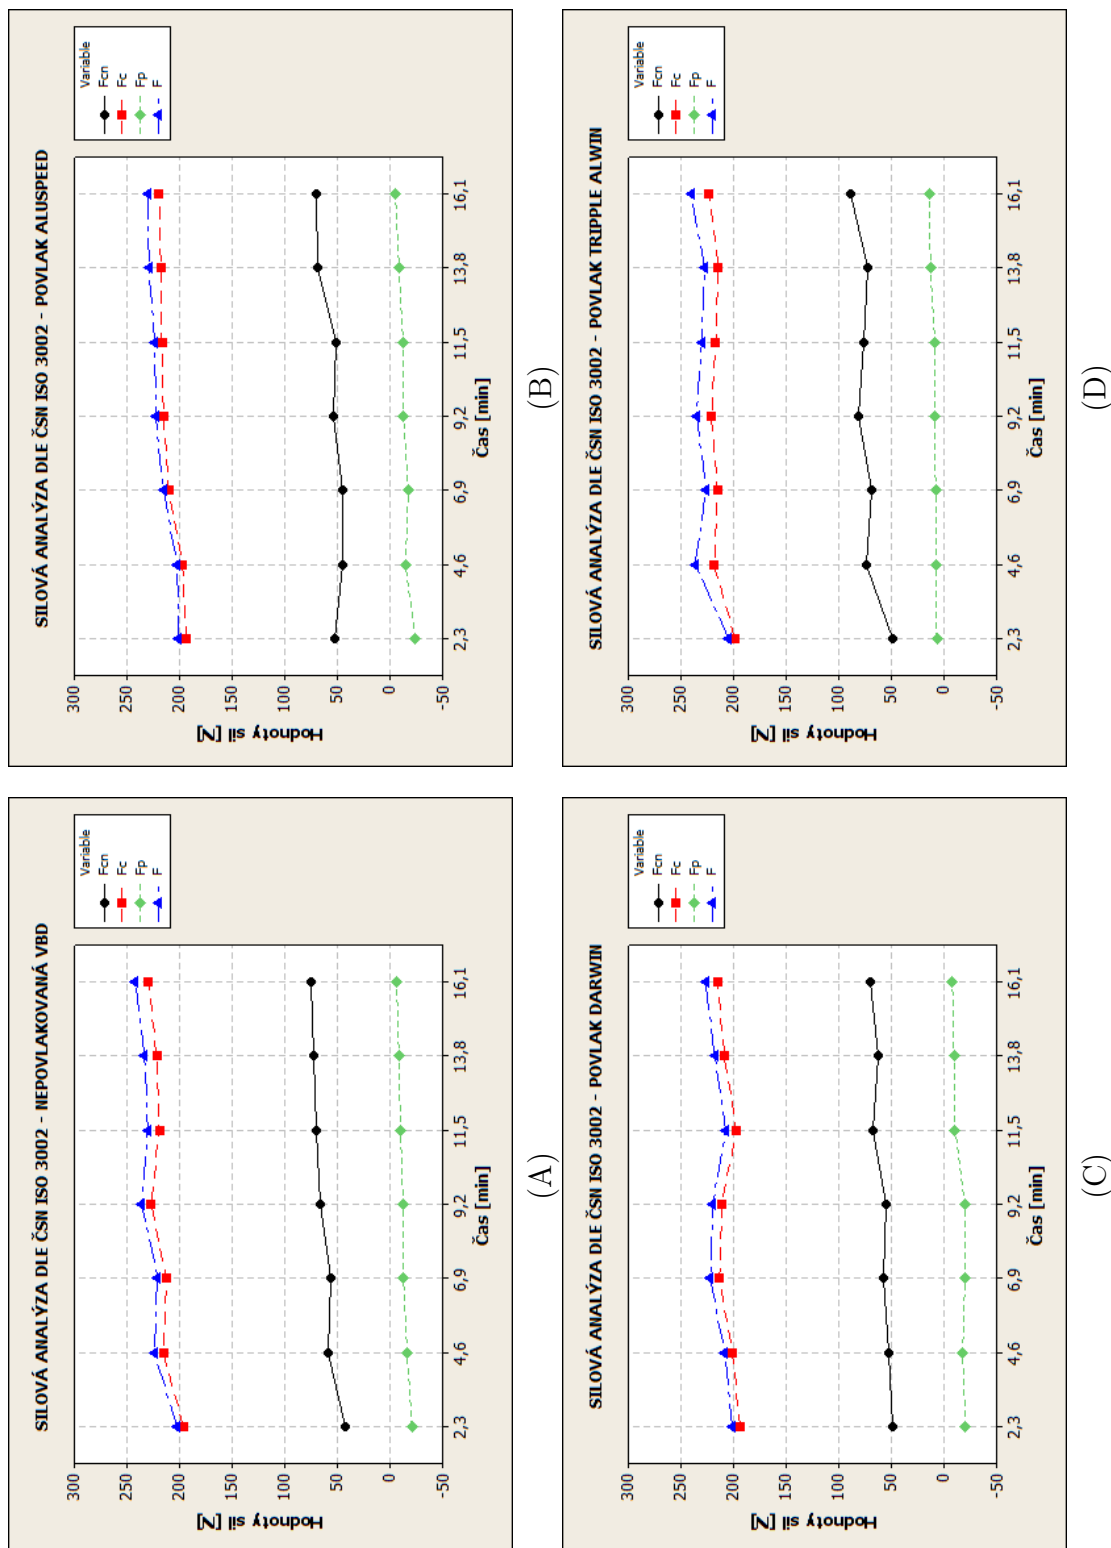 SILOVÁ ANALÝZA DLE ČSN ISO 3002 - NEPOVLAKOVANÁ VBD
Hodnoty sil [N]
300
250
200
150
100
50
0
-50
2,3
4,6
6,9
9,2
11,5
13,8
16,1
Čas [min]
Variable
Fcn
Fc
Fp
F
(A)
SILOVÁ ANALÝZA DLE ČSN ISO 3002 - POVLAK ALUSPEED
Hodnoty sil [N]
300
250
200
150
100
50
0
-50
2,3
4,6
6,9
9,2
11,5
13,8
16,1
Čas [min]
Variable
Fcn
Fc
Fp
F
(B)
SILOVÁ ANALÝZA DLE ČSN ISO 3002 - POVLAK DARWIN
Hodnoty sil [N]
300
250
200
150
100
50
0
-50
2,3
4,6
6,9
9,2
11,5
13,8
16,1
Čas [min]
Variable
Fcn
Fc
Fp
F
(C)
SILOVÁ ANALÝZA DLE ČSN ISO 3002 - POVLAK TRIPPLE ALWIN
Hodnoty sil [N]
300
250
200
150
100
50
0
-50
2,3
4,6
6,9
9,2
11,5
13,8
16,1
Čas [min]
Variable
Fcn
Fc
Fp
F
(D)